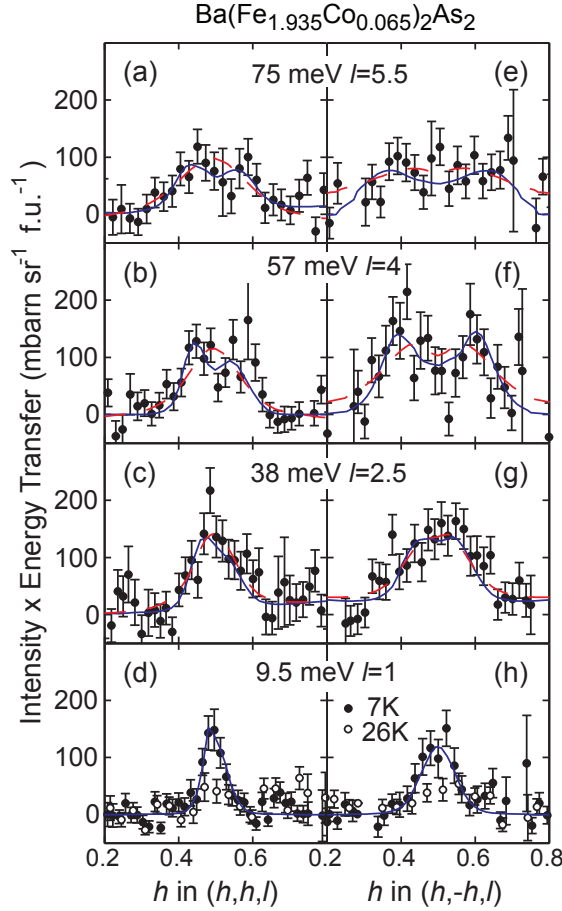 Ba(Fe1.935Co0.065)2As2
(a) 75 meV l=5.5 (e)
200
100
0
(b) 57 meV l=4 (f)
200
100
0
(c) 38 meV l=2.5 (g)
200
100
0
(d) 9.5 meV l=1 (h)
7K
26K
200
100
0
0.2 0.4 0.6 0.2 0.4 0.6 0.8
h in (h,h,l) h in (h,-h,l)
Intensity x Energy Transfer (mbarn sr-1 f.u.-1)